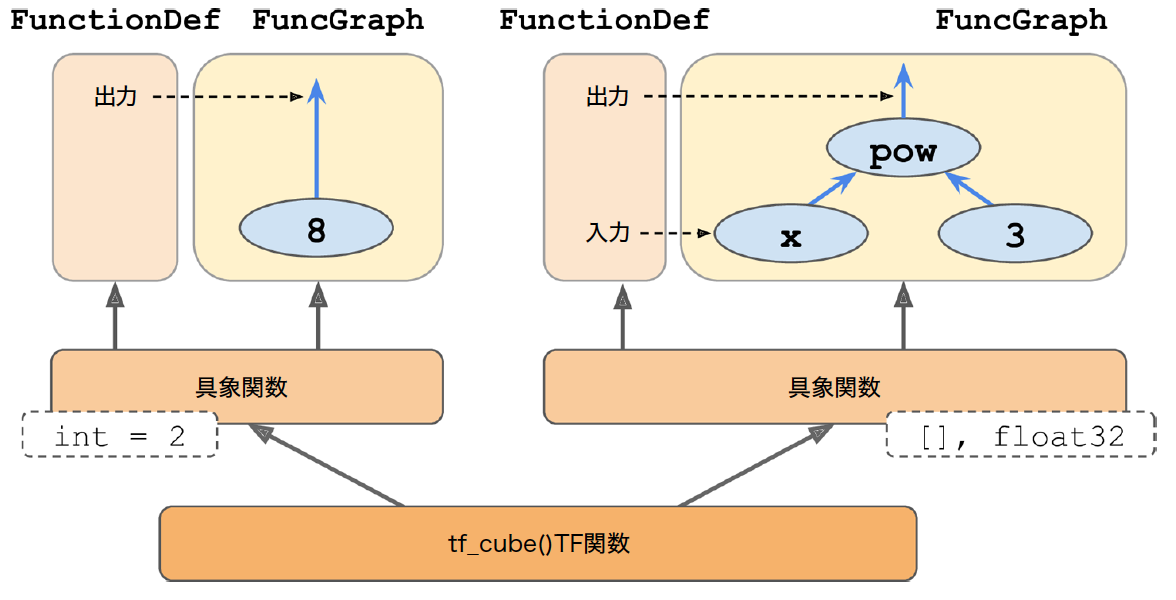 FunctionDef FuncGraph
FunctionDef FuncGraph
出力
8
出力
pow
入力
x
3
具象関数
int = 2
具象関数
[], float32
tf_cube()TF関数